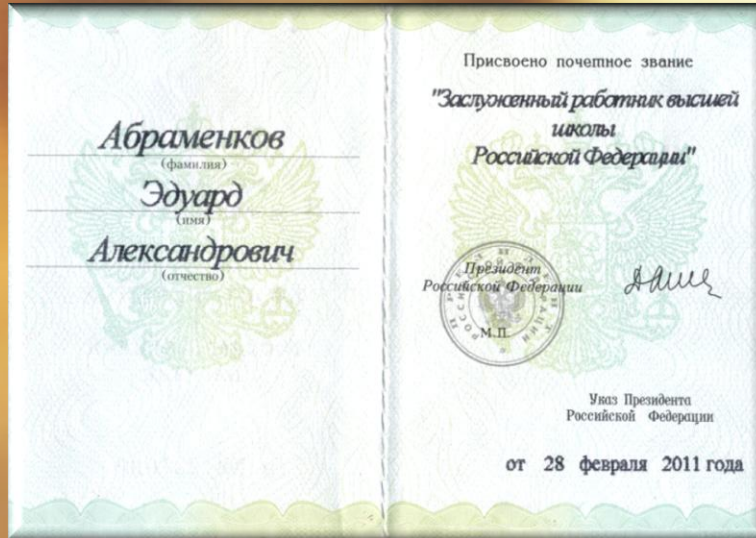 Абраменков
(фамилия)
Эдуард
(имя)
Александрович
(отчество)
Присвоено почетное звание
"Заслуженный работник высшей
школы
Российской Федерации"
Президент
Российской Федерации
М.П.
Указ Президента
Российской Федерации
от 28 февраля 2011 года